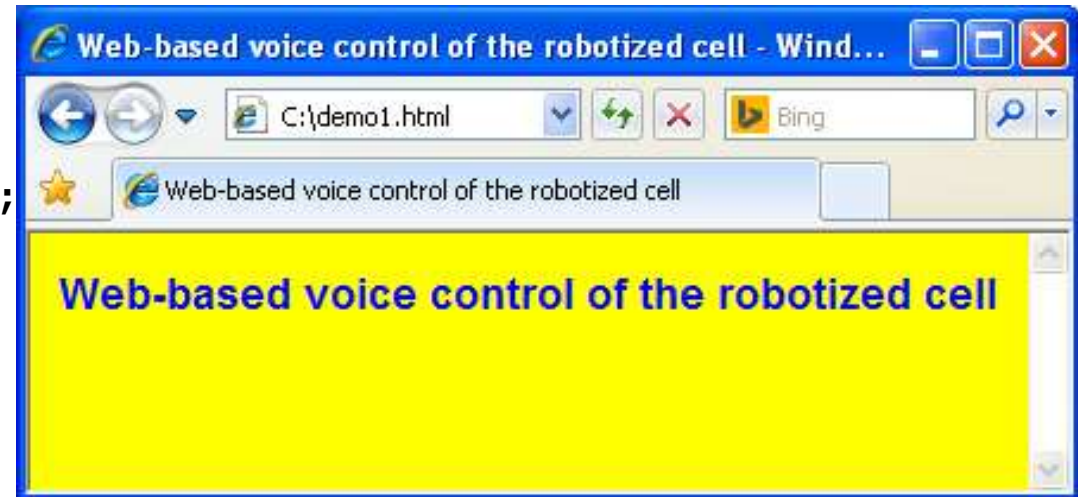 Web-based voice control of the robotized cell - Wind...
C:\demo1.html Bing
;
Web-based voice control of the robotized cell
Web-based voice control of the robotized cell